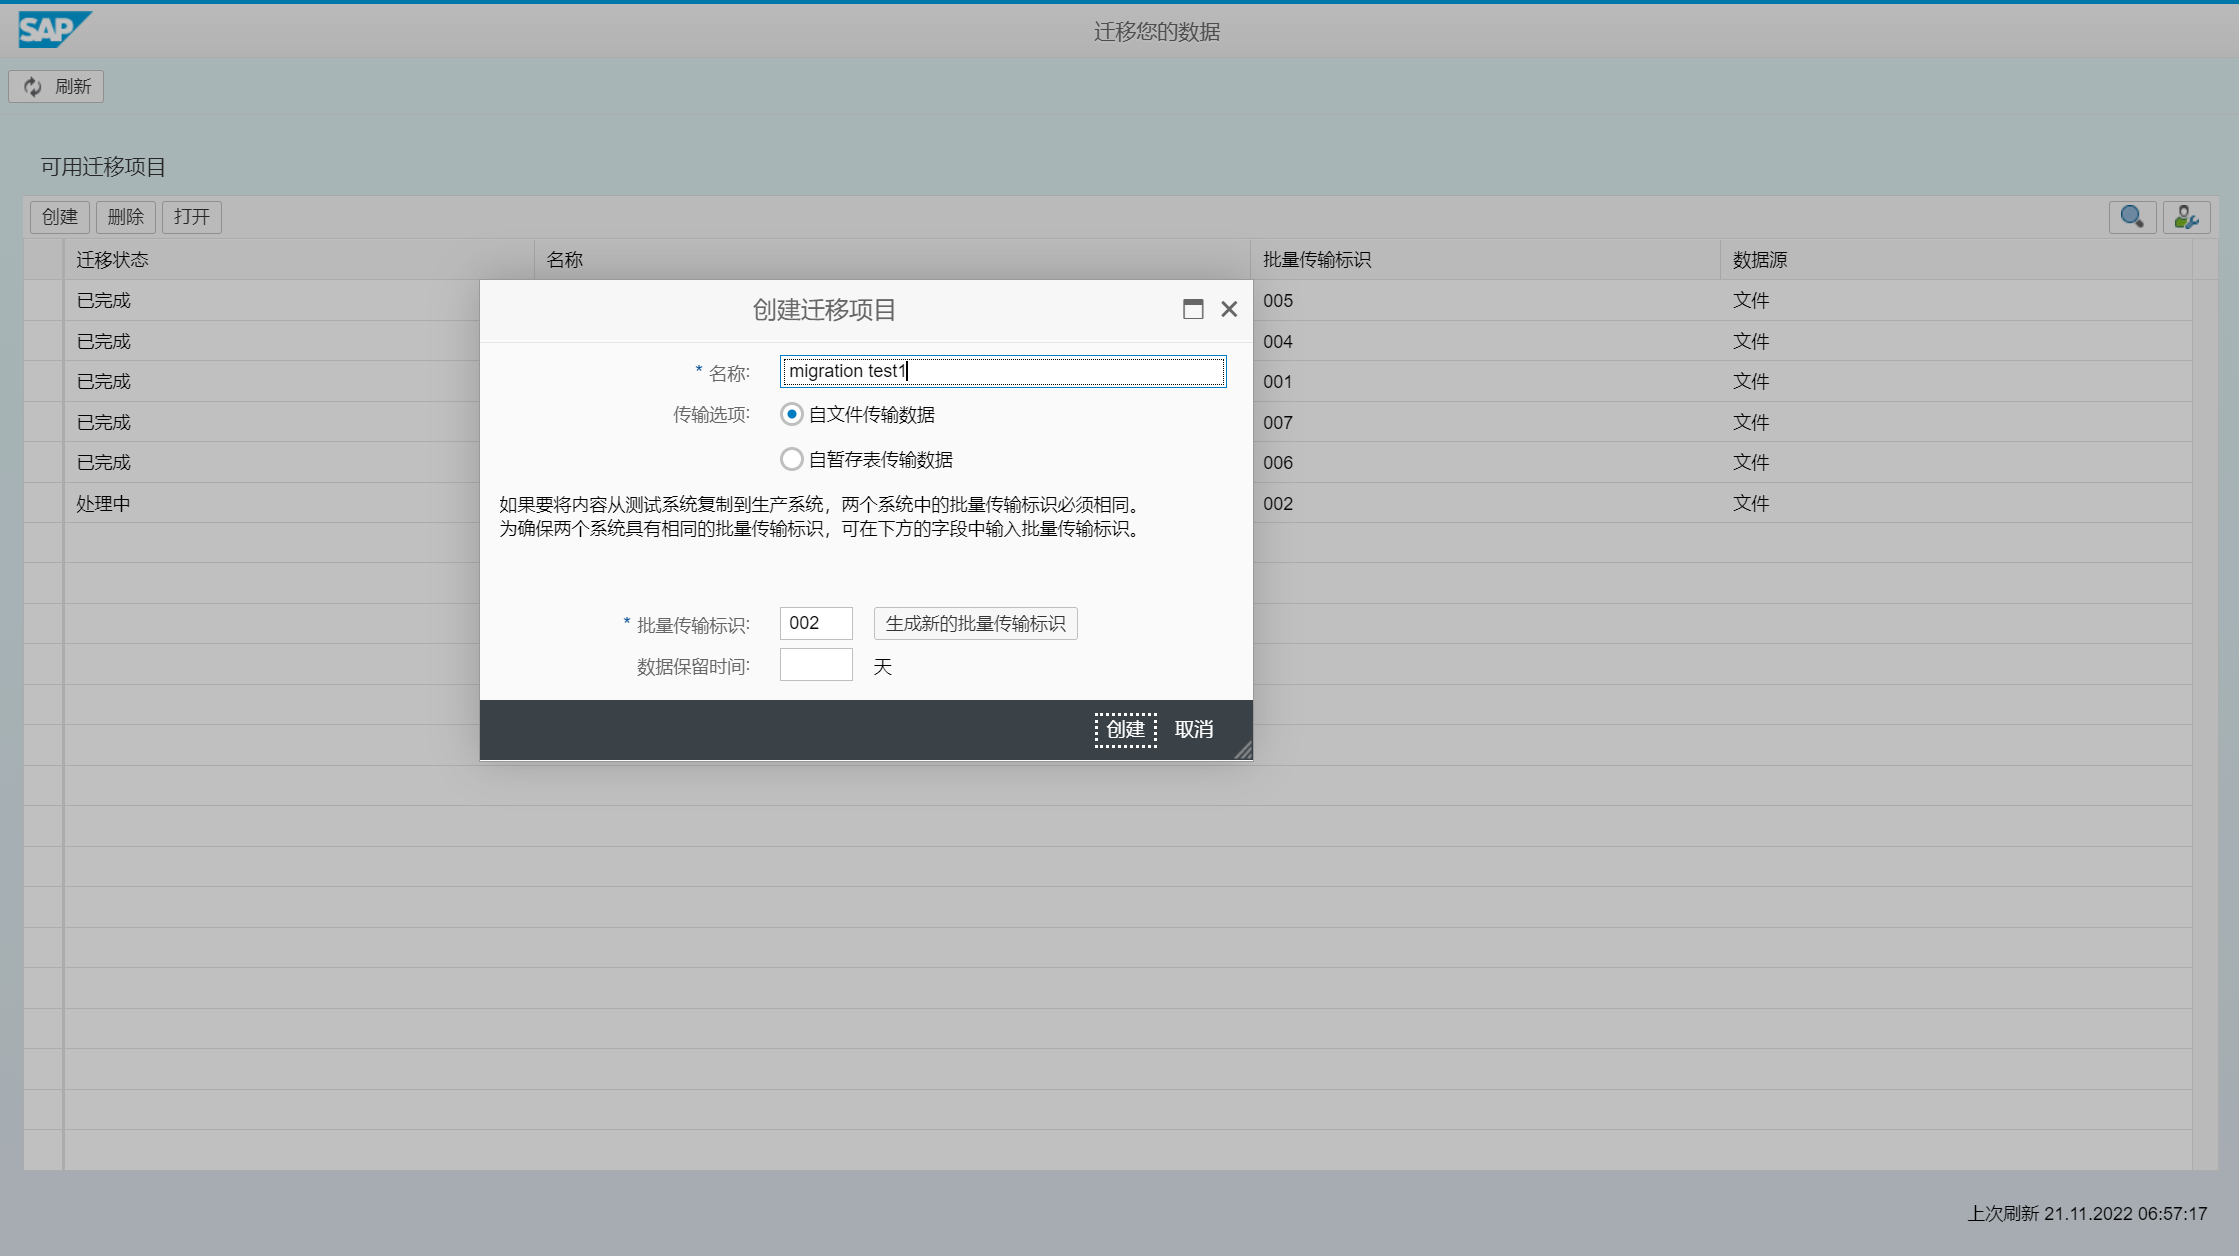 SAP
迁移您的数据
刷新
可用迁移项目
创建 删除 打开
迁移状态 名称 批量传输标识 数据源
已完成 005 文件
已完成 004 文件
已完成 001 文件
已完成 007 文件
已完成 006 文件
处理中 002 文件
创建迁移项目
* 名称: migration test1
传输选项: 自文件传输数据
自暂存表传输数据
如果要将内容从测试系统复制到生产系统，两个系统中的批量传输标识必须相同。
为确保两个系统具有相同的批量传输标识，可在下方的字段中输入批量传输标识。
* 批量传输标识: 002 生成新的批量传输标识
数据保留时间: 天
创建 取消
上次刷新 21.11.2022 06:57:17